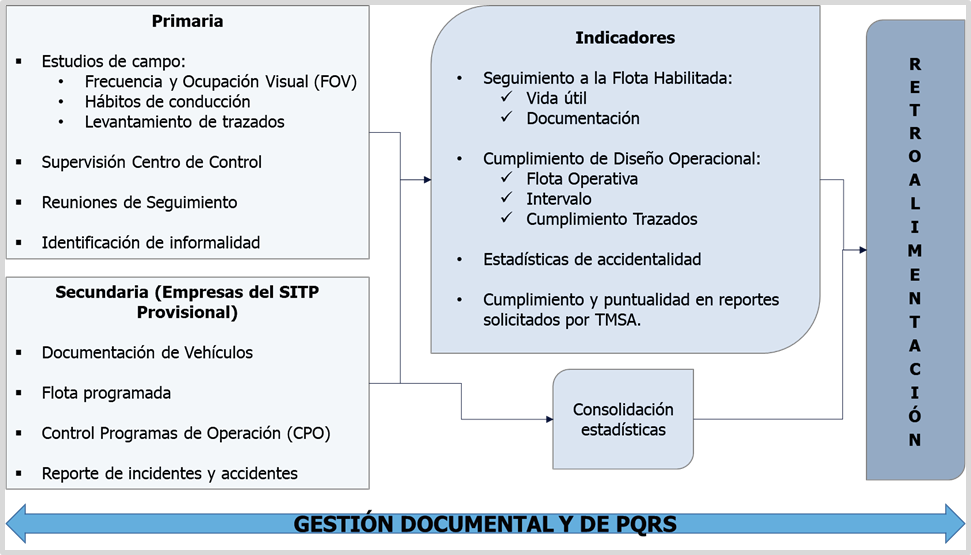 Primaria
▪ Estudios de campo:
• Frecuencia y Ocupación Visual (FOV)
• Hábitos de conducción
• Levantamiento de trazados
▪ Supervisión Centro de Control
▪ Reuniones de Seguimiento
▪ Identificación de informalidad
Secundaria (Empresas del SITP
Provisional)
▪ Documentación de Vehículos
▪ Flota programada
▪ Control Programas de Operación (CPO)
▪ Reporte de incidentes y accidentes
Indicadores
• Seguimiento a la Flota Habilitada:
✓ Vida útil
✓ Documentación
• Cumplimiento de Diseño Operacional:
✓ Flota Operativa
✓ Intervalo
✓ Cumplimiento Trazados
• Estadísticas de accidentalidad
• Cumplimiento y puntualidad en reportes
solicitados por TMSA.
Consolidación
estadísticas
RETROALIMENTACIÓN
GESTIÓN DOCUMENTAL Y DE PQRS